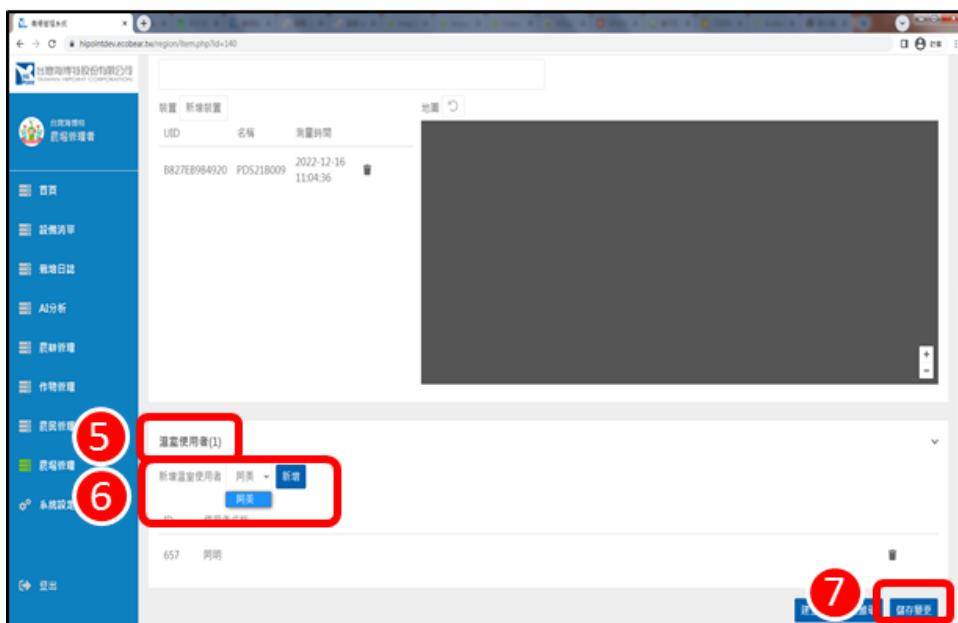 農場管理系統
hipointdev.ecobear.tw/region/item.php?id=140
台灣海博特股份有限公司
TAIWAN HIPOINT CORPORATION
台灣海博特
農場管理者
首頁
設備清單
栽培日誌
AI分析
農耕管理
作物管理
農場管理
登出
裝置 新增裝置
地圖
UID 名稱 測量時間
B827EB984920 PDS21B009 2022-12-16
11:04:36
+
-
5
溫室使用者(1)
6
新增溫室使用者 阿美 新增
阿美
657 阿明
7
儲存變更